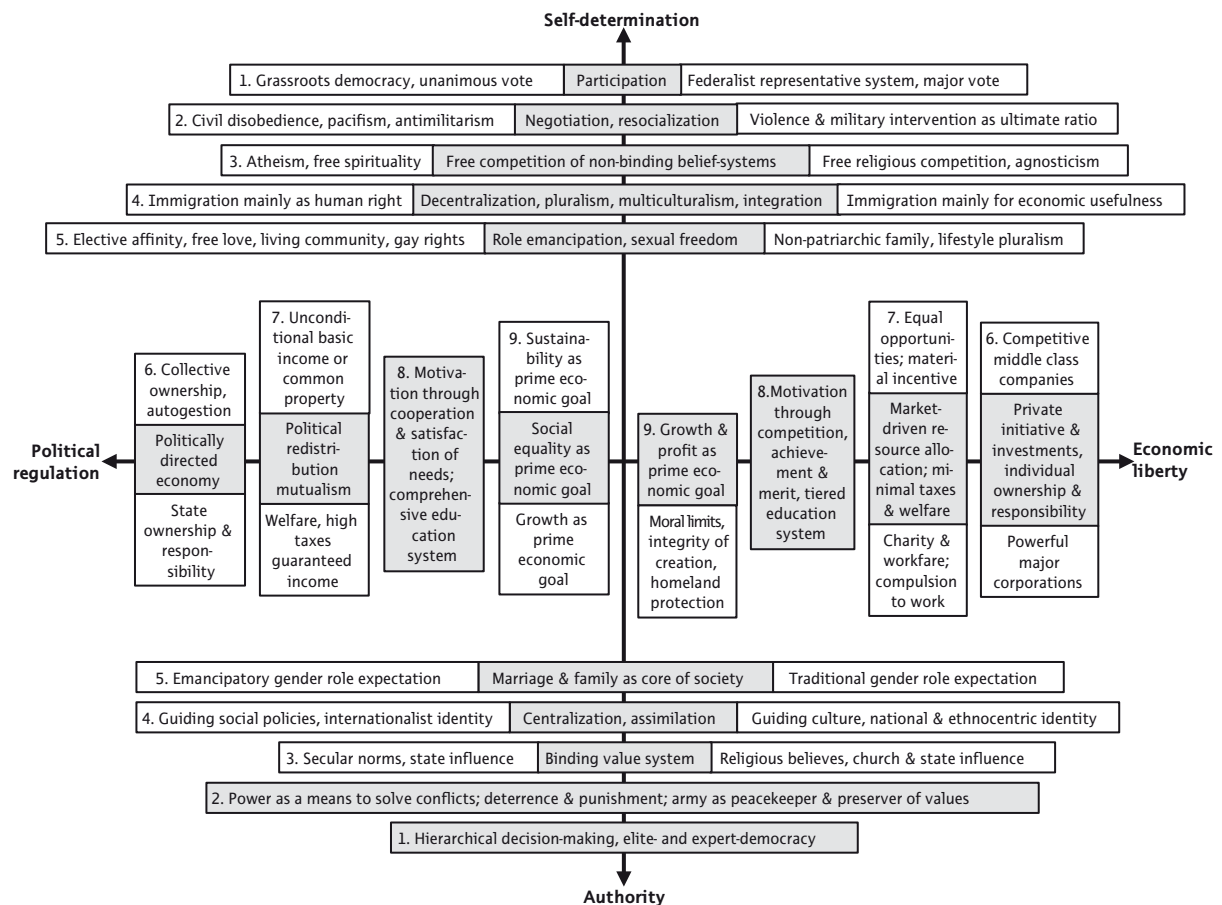 Self-determination
1. Grassroots democracy, unanimous vote
Participation
Federalist representative system, major vote
2. Civil disobedience, pacifism, antimilitarism
Negotiation, resocialization
Violence & military intervention as ultimate ratio
3. Atheism, free spirituality
Free competition of non-binding belief-systems
Free religious competition, agnosticism
4. Immigration mainly as human right
Decentralization, pluralism, multiculturalism, integration
Immigration mainly for economic usefulness
5. Elective affinity, free love, living community, gay rights
Role emancipation, sexual freedom
Non-patriarchic family, lifestyle pluralism
Political
regulation
6. Collective
ownership,
autogestion
Politically
directed
economy
State
ownership &
respon-
sibility
7. Uncondi-
tional basic
income or
common
property
Political
redistrib-
ution
mutualism
Welfare, high
taxes
guaranteed
income
8. Motiva-
tion through
cooperation
& satisfac-
tion of
needs;
comprehen-
sive edu-
cation
system
9. Sustaina-
bility as
prime eco-
nomic goal
Social
equality as
prime eco-
nomic goal
Growth as
prime
economic
goal
9. Growth &
profit as
prime eco-
nomic goal
Moral limits,
integrity of
creation,
homeland
protection
8.Motivation
through
competition,
achieve-
ment &
merit, tiered
education
system
7. Equal
opportuni-
ties; mater-
ial incentive
Market-
driven re-
source allo-
cation; mi-
nimal taxes
& welfare
Charity &
workfare;
compulsion
to work
6. Competitive
middle class
companies
Private
initiative &
investments,
individual
ownership &
responsibility
Powerful
major
corporations
Economic
liberty
5. Emancipatory gender role expectation
Marriage & family as core of society
Traditional gender role expectation
4. Guiding social policies, internationalist identity
Centralization, assimilation
Guiding culture, national & ethnocentric identity
3. Secular norms, state influence
Binding value system
Religious believes, church & state influence
2. Power as a means to solve conflicts; deterrence & punishment; army as peacekeeper & preserver of values
1. Hierarchical decision-making, elite- and expert-democracy
Authority